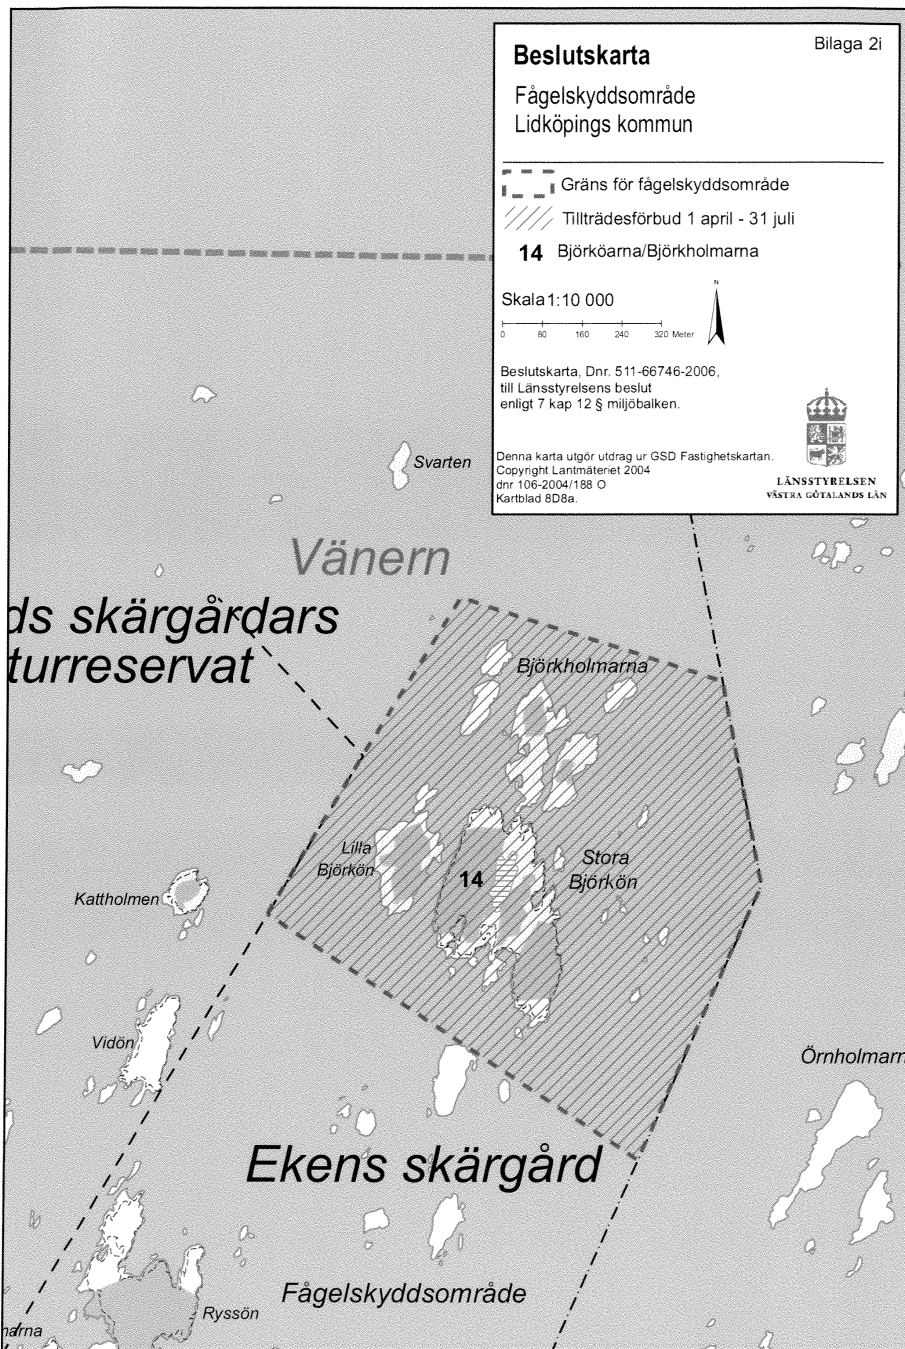 Bilaga 2i
Beslutskarta
Fågelskyddsområde
Lidköpings kommun
Gräns för fågelskyddsområde
Tillträdesförbud 1 april - 31 juli
14 Björköarna/Björkholmarna
Skala 1:10 000
N
0 80 160 240 320 Meter
Beslutskarta, Dnr. 511-66746-2006,
till Länsstyrelsens beslut
enligt 7 kap 12 § miljöbalken.
Denna karta utgör utdrag ur GSD Fastighetskartan.
Copyright Lantmäteriet 2004
dnr 106-2004/188 O
Kartblad 8D8a.
LÄNSSTYRELSEN
VÄSTRA GÖTALANDS LÄN
Svarten
Vänern
ds skärgårdars
turreservat
Björkholmarna
Lilla
Björkön
14
Stora
Björkön
Kattholmen
Vidön
Örnholmarn
Ekens skärgård
Fågelskyddsområde
Ryssön
narna